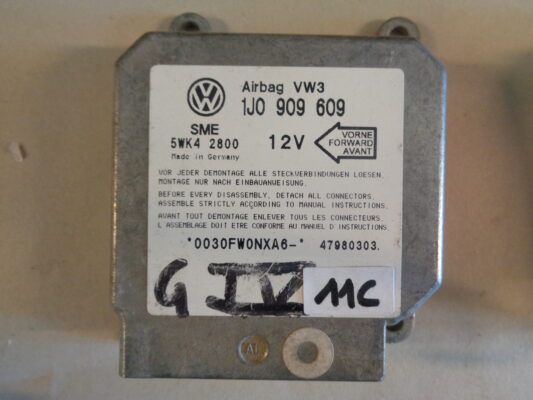 Airbag VW3
1J0 909 609
SME
5WK4 2800
12V
VORNE
FORWARD
AVANT
Made in Germany
VOR JEDER DEMONTAGE ALLE STECKVERBINDUNGEN LOESEN.
MONTAGE NUR NACH EINBAUANWEISUNG.
BEFORE EVERY DISASSEMBLY, DETACH ALL CONNECTORS.
ASSEMBLE STRICTLY ACCORDING TO MANUAL INSTRUCTIONS.
AVANT TOUT DEMONTAGE ENLEVER TOUS LES CONNECTEURS.
L ASSEMBLAGE DOIT ETRE CONFORME AU MANUEL D INSTRUCTIONS.
*0030FW0NXA6-* 47980303.
G IV 11C